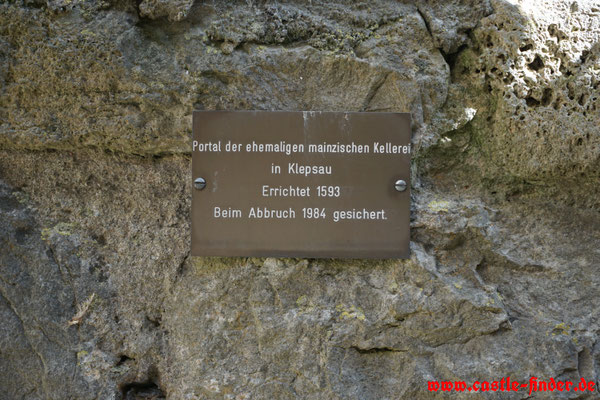 Portal der ehemaligen mainzischen Kellerei
in Klepsau
Errichtet 1593
Beim Abbruch 1984 gesichert.
www.castle-finder.de